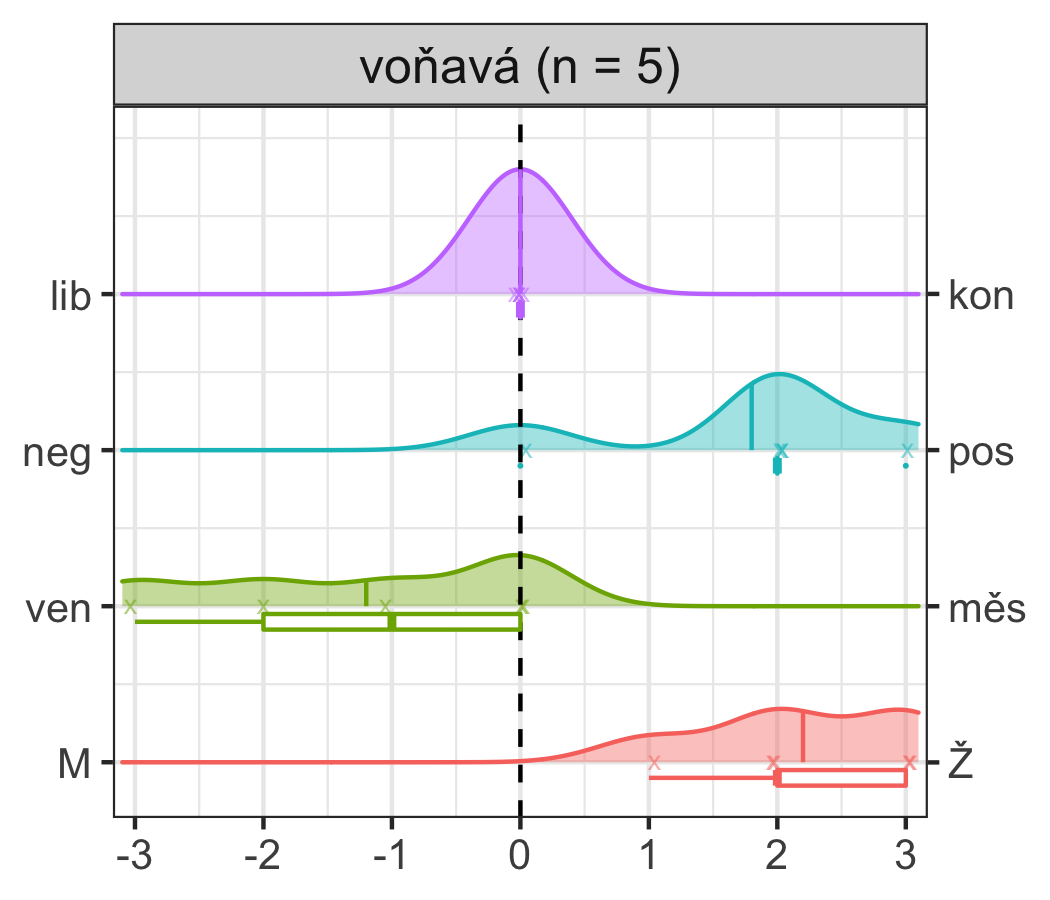 voňavá (n = 5)
lib kon
neg pos
ven měs
M Ž
-3 -2 -1 0 1 2 3